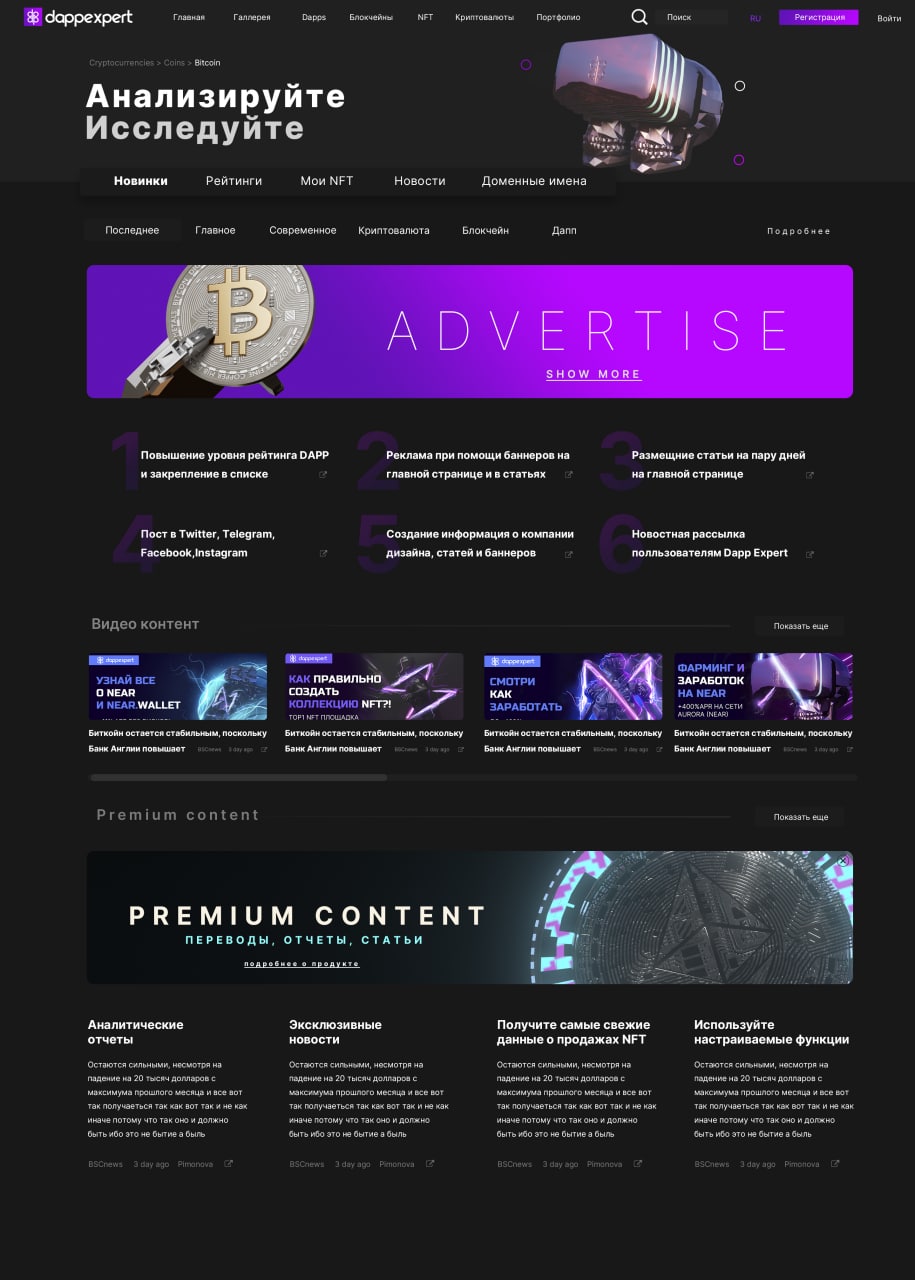 dappexpert
Главная Галлерея Dapps Блокчейны NFT Криптовалюты Портфолио Поиск RU Регистрация Войти
Cryptocurrencies > Coins > Bitcoin
Анализируйте
Исследуйте
Новинки Рейтинги Мои NFT Новости Доменные имена
Последнее Главное Современное Криптовалюта Блокчейн Дапп Подробнее
ADVERTISE
SHOW MORE
1 Повышение уровня рейтинга DAPP
и закрепление в списке
2 Реклама при помощи баннеров на
главной странице и в статьях
3 Размещние статьи на пару дней
на главной странице
4 Пост в Twitter, Telegram,
Facebook,Instagram
5 Создание информация о компании
дизайна, статей и баннеров
6 Новостная рассылка
полльзователям Dapp Expert
Видео контент Показать еще
dappexpert
УЗНАЙ ВСЕ
О NEAR
И NEAR.WALLET
Биткойн остается стабильным, поскольку
Банк Англии повышает BSCnews 3 day ago
dappexpert
КАК ПРАВИЛЬНО
СОЗДАТЬ
КОЛЛЕКЦИЮ NFT?!
ТОР1 NFT ПЛОЩАДКА
Биткойн остается стабильным, поскольку
Банк Англии повышает BSCnews 3 day ago
dappexpert
СМОТРИ
КАК
ЗАРАБОТАТЬ
Биткойн остается стабильным, поскольку
Банк Англии повышает BSCnews 3 day ago
ФАРМИНГ И
ЗАРАБОТОК
НА NEAR
+400%APR НА СЕТИ
AURORA (NEAR)
Биткойн остается стабильным, поскольку
Банк Англии повышает BSCnews 3 day ago
Premium content Показать еще
PREMIUM CONTENT
ПЕРЕВОДЫ, ОТЧЕТЫ, СТАТЬИ
подробнее о продукте
Аналитические
отчеты
Остаются сильными, несмотря на
падение на 20 тысяч долларов с
максимума прошлого месяца и все вот
так получаеться так как вот так и не как
иначе потому что так оно и должно
быть ибо это не бытие а быль
BSCnews 3 day ago Pimonova
Эксклюзивные
новости
Остаются сильными, несмотря на
падение на 20 тысяч долларов с
максимума прошлого месяца и все вот
так получаеться так как вот так и не как
иначе потому что так оно и должно
быть ибо это не бытие а быль
BSCnews 3 day ago Pimonova
Получите самые свежие
данные о продажах NFT
Остаются сильными, несмотря на
падение на 20 тысяч долларов с
максимума прошлого месяца и все вот
так получаеться так как вот так и не как
иначе потому что так оно и должно
быть ибо это не бытие а быль
BSCnews 3 day ago Pimonova
Используйте
настраиваемые функции
Остаются сильными, несмотря на
падение на 20 тысяч долларов с
максимума прошлого месяца и все вот
так получаеться так как вот так и не как
иначе потому что так оно и должно
быть ибо это не бытие а быль
BSCnews 3 day ago Pimonova